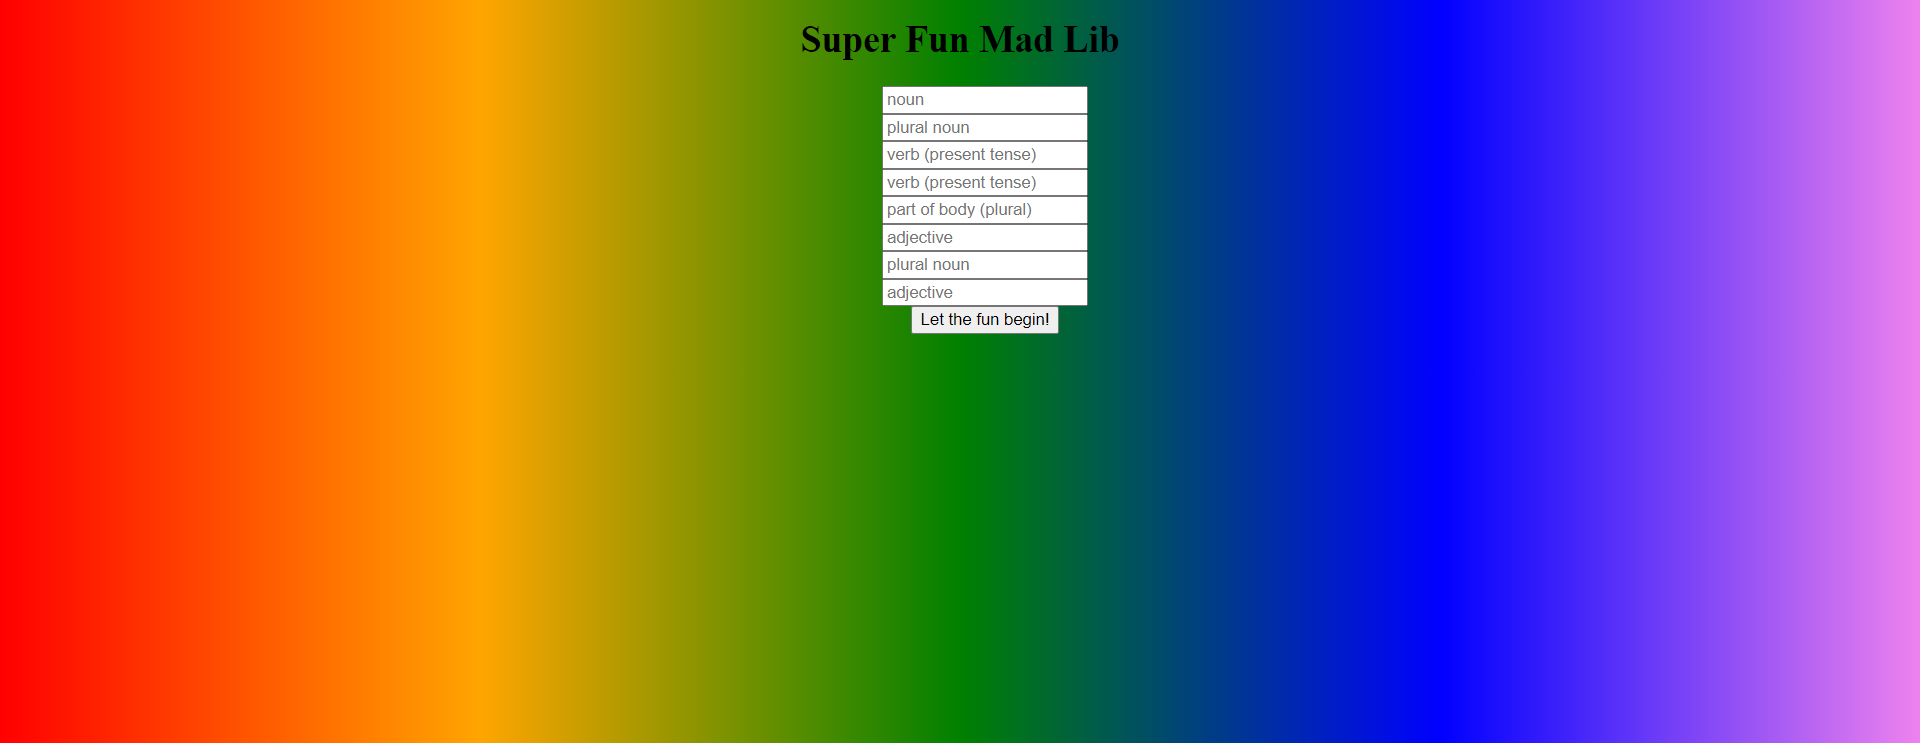 Super Fun Mad Lib
noun
plural noun
verb (present tense)
verb (present tense)
part of body (plural)
adjective
plural noun
adjective
Let the fun begin!